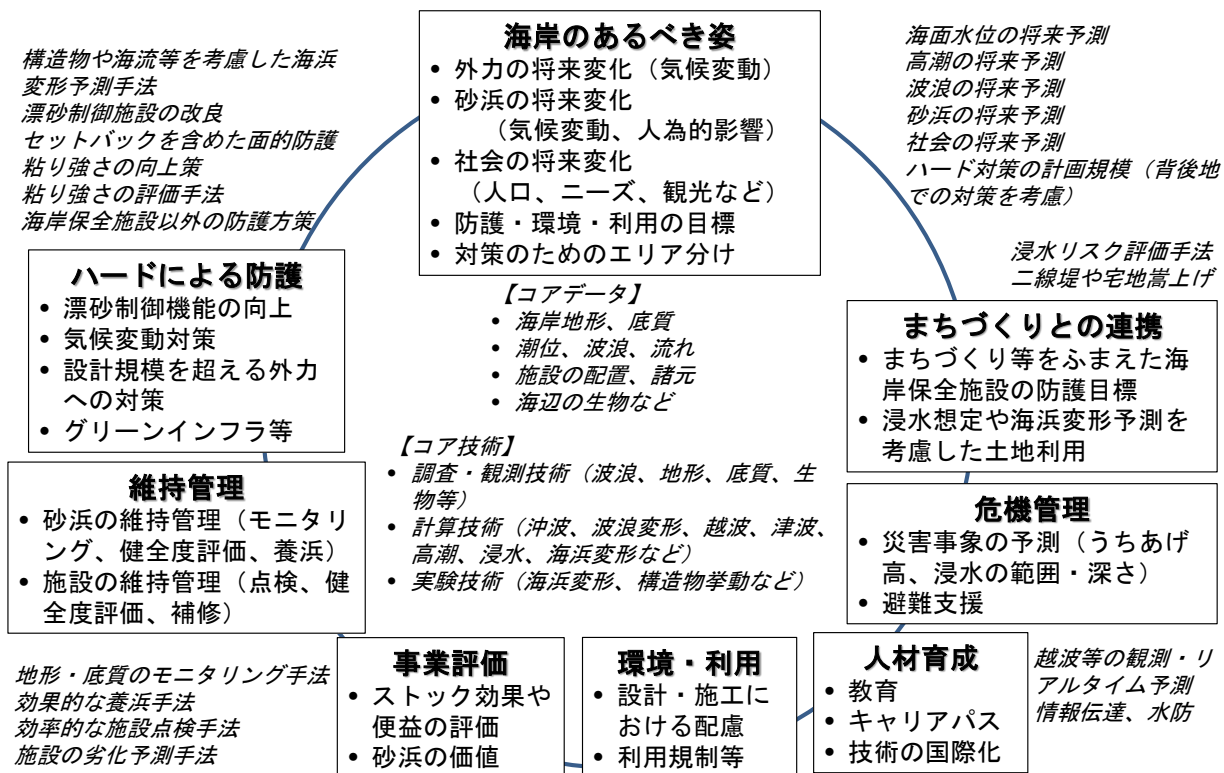 海岸のあるべき姿
• 外力の将来変化（気候変動）
• 砂浜の将来変化
（気候変動、人為的影響）
• 社会の将来変化
（人口、ニーズ、観光など）
• 防護・環境・利用の目標
• 対策のためのエリア分け
構造物や海流等を考慮した海浜
変形予測手法
漂砂制御施設の改良
セットバックを含めた面的防護
粘り強さの向上策
粘り強さの評価手法
海岸保全施設以外の防護方策
海面水位の将来予測
高潮の将来予測
波浪の将来予測
砂浜の将来予測
社会の将来予測
ハード対策の計画規模（背後地
での対策を考慮）
浸水リスク評価手法
二線堤や宅地嵩上げ
ハードによる防護
• 漂砂制御機能の向上
• 気候変動対策
• 設計規模を超える外力
への対策
• グリーンインフラ等
【コアデータ】
• 海岸地形、底質
• 潮位、波浪、流れ
• 施設の配置、諸元
• 海辺の生物など
まちづくりとの連携
• まちづくり等をふまえた海
岸保全施設の防護目標
• 浸水想定や海浜変形予測を
考慮した土地利用
【コア技術】
• 調査・観測技術（波浪、地形、底質、生
物等）
• 計算技術（沖波、波浪変形、越波、津波、
高潮、浸水、海浜変形など）
• 実験技術（海浜変形、構造物挙動など）
維持管理
• 砂浜の維持管理（モニタリ
ング、健全度評価、養浜）
• 施設の維持管理（点検、健
全度評価、補修）
危機管理
• 災害事象の予測（うちあげ
高、浸水の範囲・深さ）
• 避難支援
地形・底質のモニタリング手法
効果的な養浜手法
効率的な施設点検手法
施設の劣化予測手法
事業評価
• ストック効果や
便益の評価
• 砂浜の価値
環境・利用
• 設計・施工に
おける配慮
• 利用規制等
人材育成
• 教育
• キャリアパス
• 技術の国際化
越波等の観測・リ
アルタイム予測
情報伝達、水防